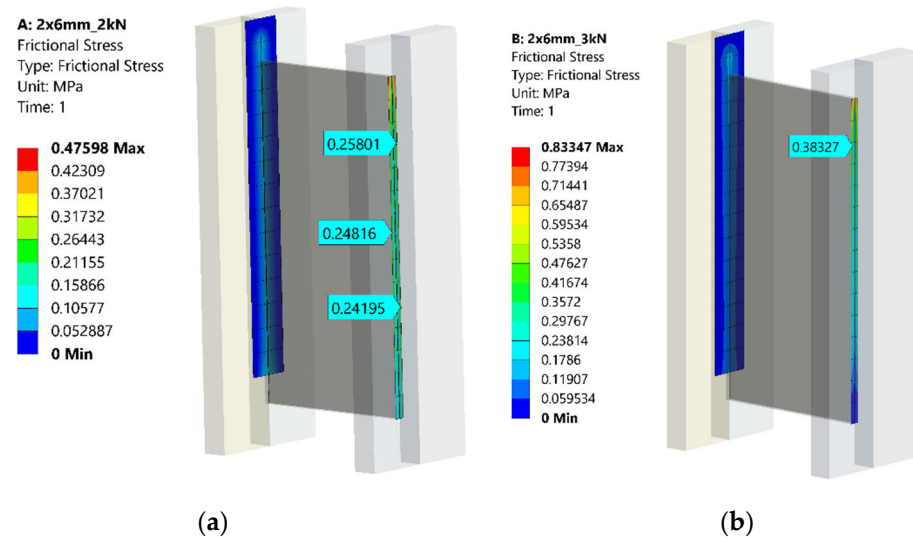 A: 2x6mm_2kN
Frictional Stress
Type: Frictional Stress
Unit: MPa
Time: 1
0.47598 Max
0.42309
0.37021
0.31732
0.26443
0.21155
0.15866
0.10577
0.052887
0 Min
0.25801
0.24816
0.24195
(a)
B: 2x6mm_3kN
Frictional Stress
Type: Frictional Stress
Unit: MPa
Time: 1
0.83347 Max
0.77394
0.71441
0.65487
0.59534
0.5358
0.47627
0.41674
0.3572
0.29767
0.23814
0.1786
0.11907
0.059534
0 Min
0.38327
(b)